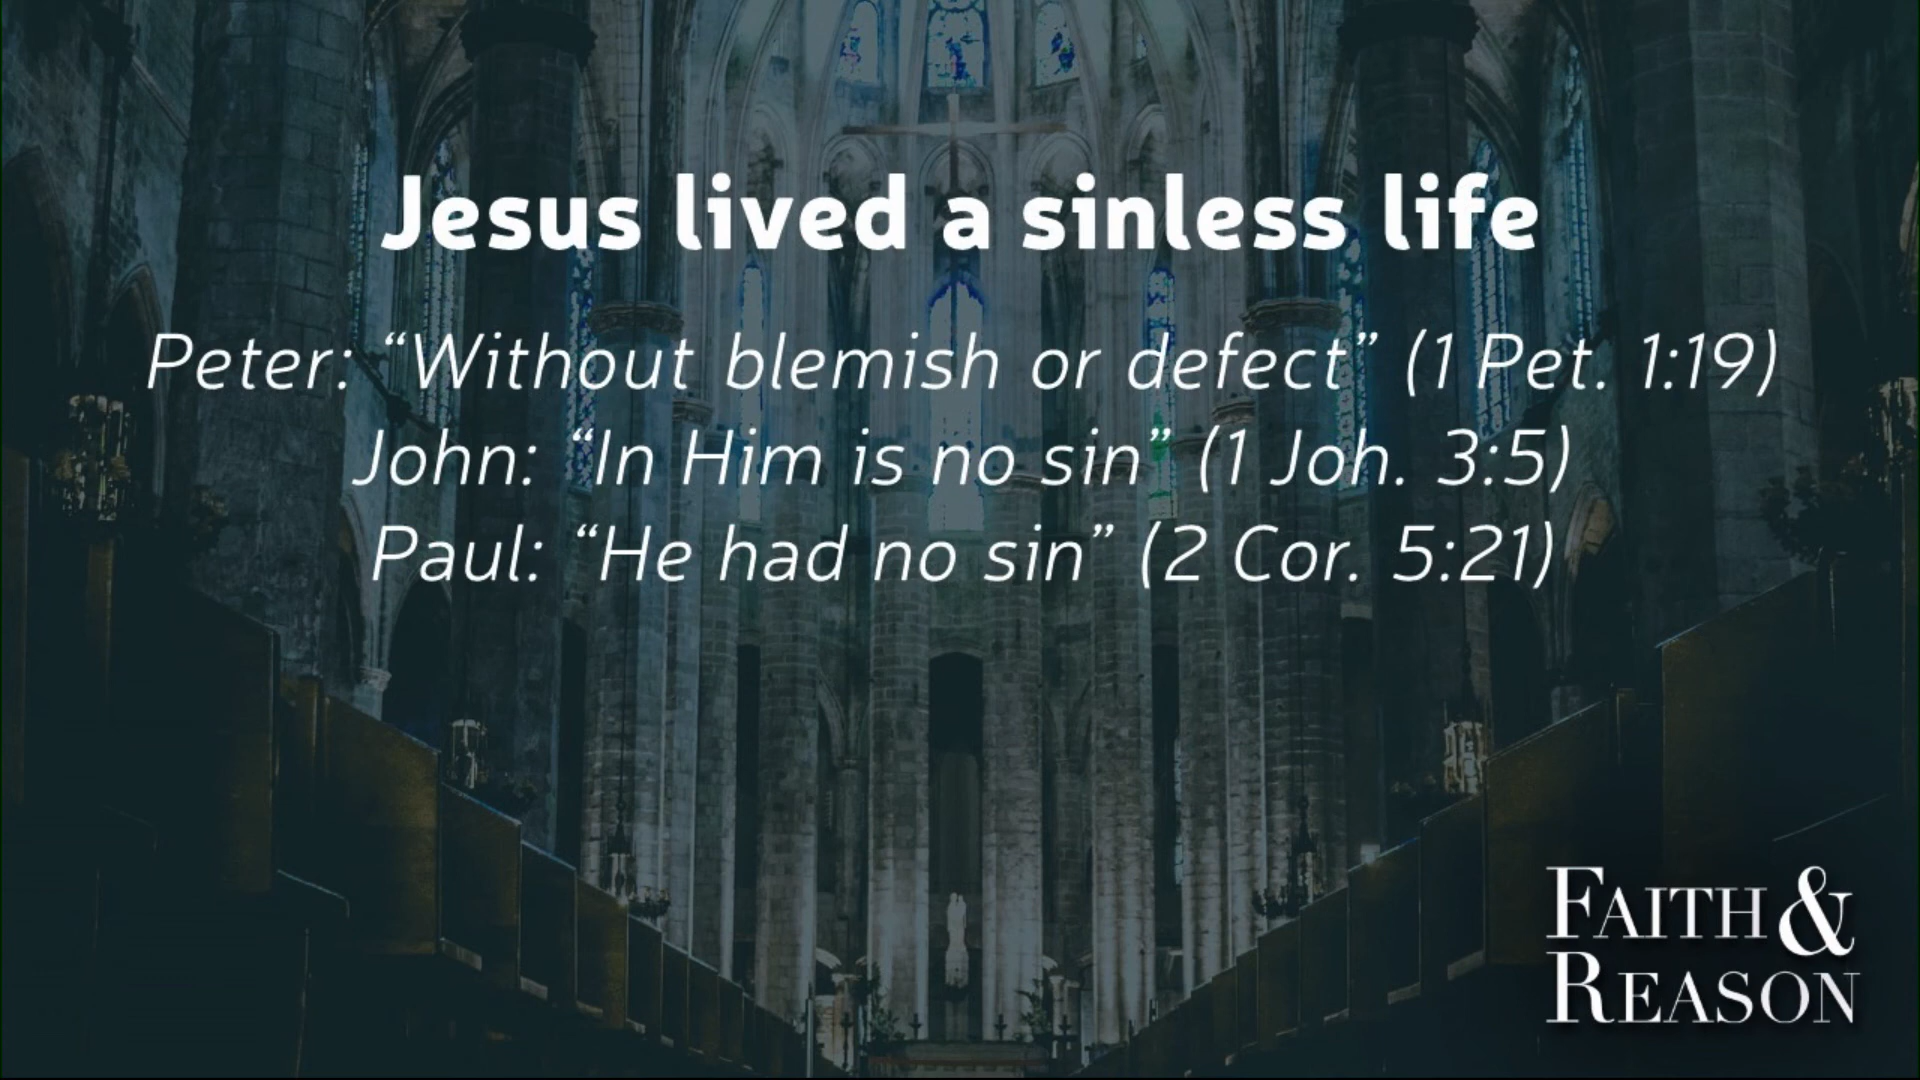 Jesus lived a sinless life
Peter: “Without blemish or defect” (1 Pet. 1:19)
John: “In Him is no sin” (1 Joh. 3:5)
Paul: “He had no sin” (2 Cor. 5:21)
FAITH &
REASON